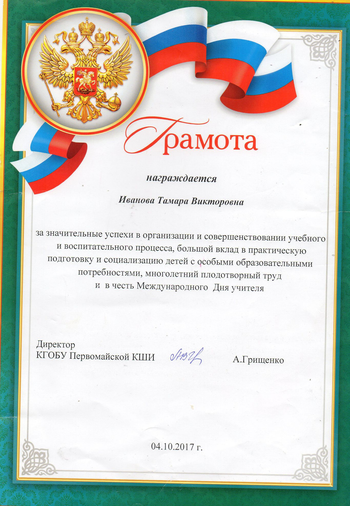 Грамота
награждается
Иванова Тамара Викторовна
за значительные успехи в организации и совершенствовании учебного
и воспитательного процесса, большой вклад в практическую
подготовку и социализацию детей с особыми образовательными
потребностями, многолетний плодотворный труд
и в честь Международного Дня учителя
Директор
КГОБУ Первомайской КШИ А.Грищенко
04.10.2017 г.